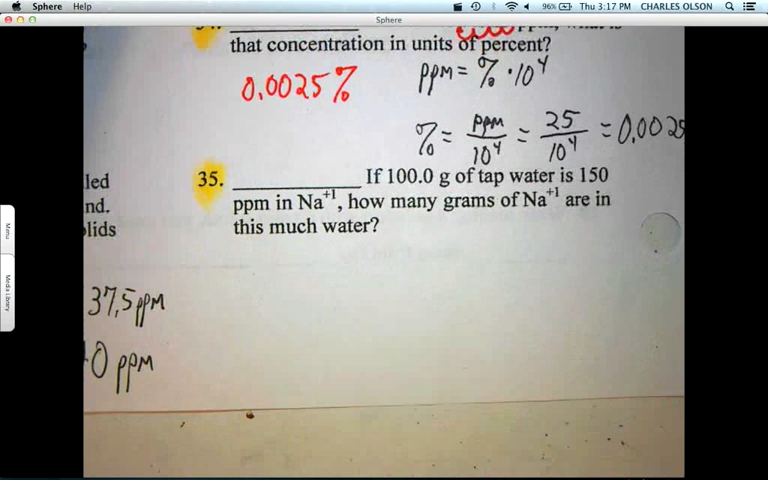 Sphere Help
96% Thu 3:17 PM CHARLES OLSON
Sphere
that concentration in units of percent?
0.0025%
ppm = % · 10⁴
% = ppm/10⁴ = 25/10⁴ = 0.0025
led
nd.
olids
35. __________ If 100.0 g of tap water is 150
ppm in Na⁺¹, how many grams of Na⁺¹ are in
this much water?
37.5 ppm
0 ppm
Menu
Media Library